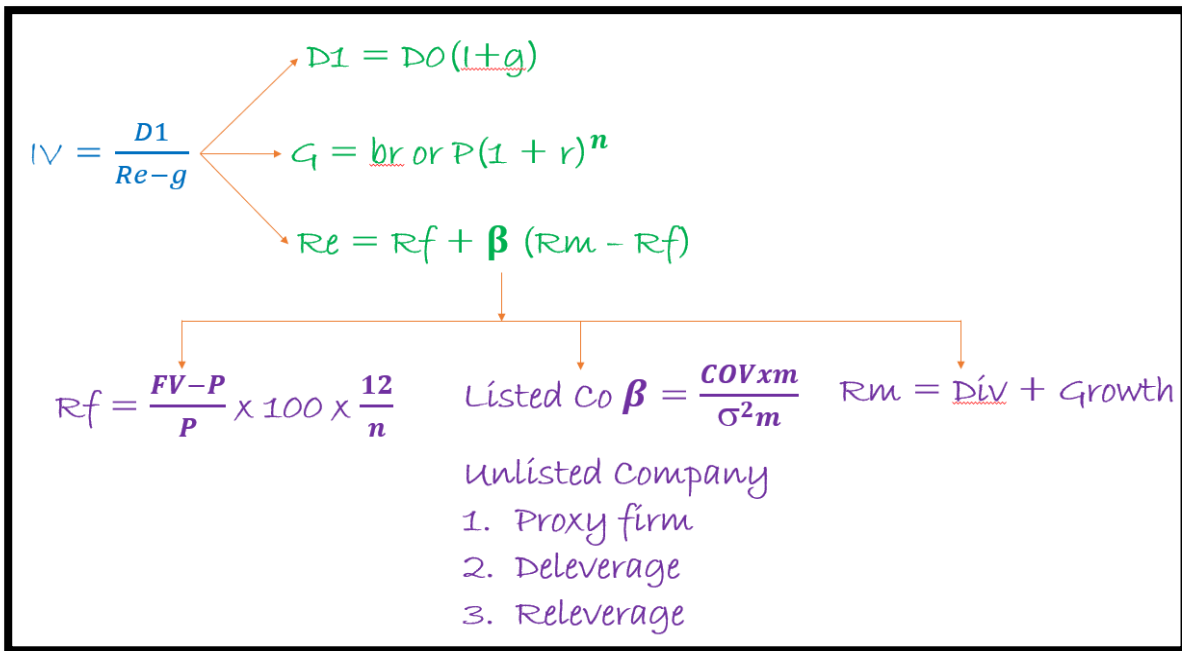 D1 = D0(1+g)
IV = D1/Re−g
G = br or P(1 + r)^n
Re = Rf + β (Rm – Rf)
Rf = FV−P/P x 100 x 12/n
Listed Co β = COVxm/σ²m
Rm = Div + Growth
Unlisted Company
1. Proxy firm
2. Deleverage
3. Releverage